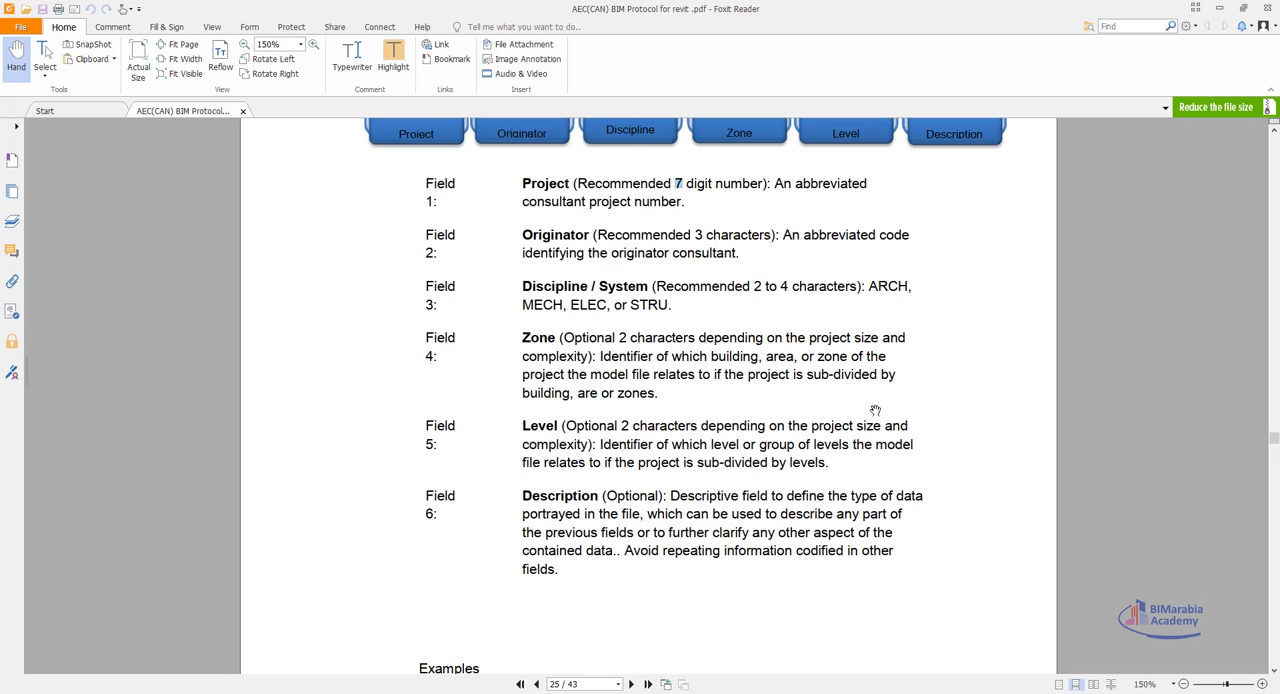 AEC(CAN) BIM Protocol for revit .pdf - Foxit Reader
File Home Comment Fill & Sign View Form Protect Share Connect Help Tell me what you want to do.. Find
Hand Select SnapShot Clipboard Actual Size Fit Page Fit Width Fit Visible Reflow 150% Rotate Left Rotate Right Typewriter Highlight Link Bookmark File Attachment Image Annotation Audio & Video
Tools View Comment Links Insert
Start AEC(CAN) BIM Protocol... Reduce the file size
Project Originator Discipline Zone Level Description
Field Project (Recommended 7 digit number): An abbreviated
1: consultant project number.
Field Originator (Recommended 3 characters): An abbreviated code
2: identifying the originator consultant.
Field Discipline / System (Recommended 2 to 4 characters): ARCH,
3: MECH, ELEC, or STRU.
Field Zone (Optional 2 characters depending on the project size and
4: complexity): Identifier of which building, area, or zone of the
project the model file relates to if the project is sub-divided by
building, are or zones.
Field Level (Optional 2 characters depending on the project size and
5: complexity): Identifier of which level or group of levels the model
file relates to if the project is sub-divided by levels.
Field Description (Optional): Descriptive field to define the type of data
6: portrayed in the file, which can be used to describe any part of
the previous fields or to further clarify any other aspect of the
contained data.. Avoid repeating information codified in other
fields.
BIMarabia
Academy
Examples
25 / 43 150%